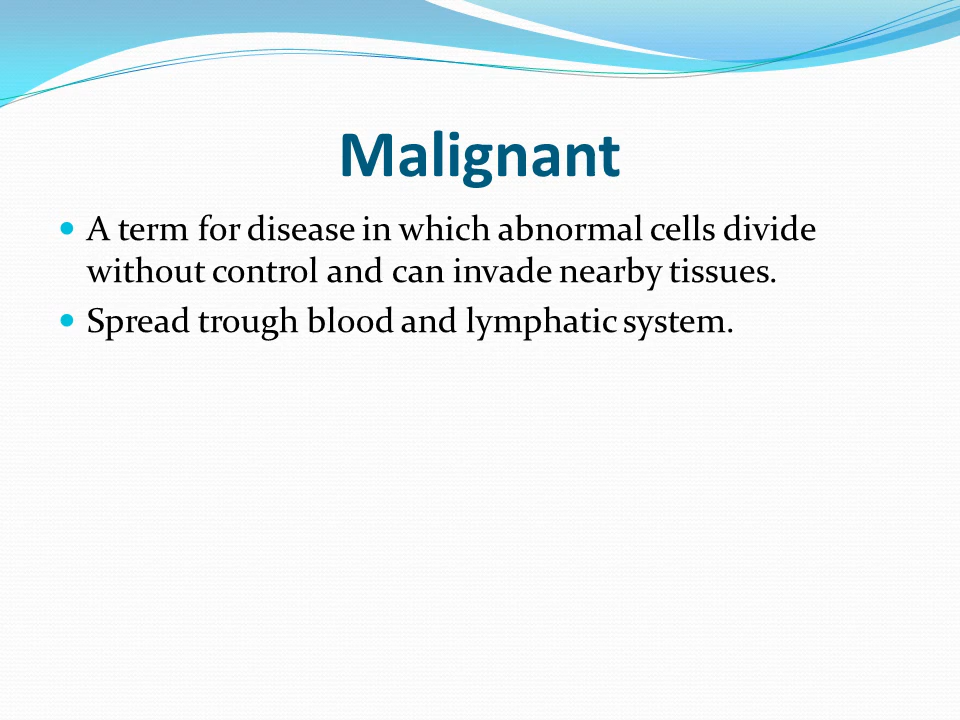 Malignant
A term for disease in which abnormal cells divide
without control and can invade nearby tissues.
Spread trough blood and lymphatic system.